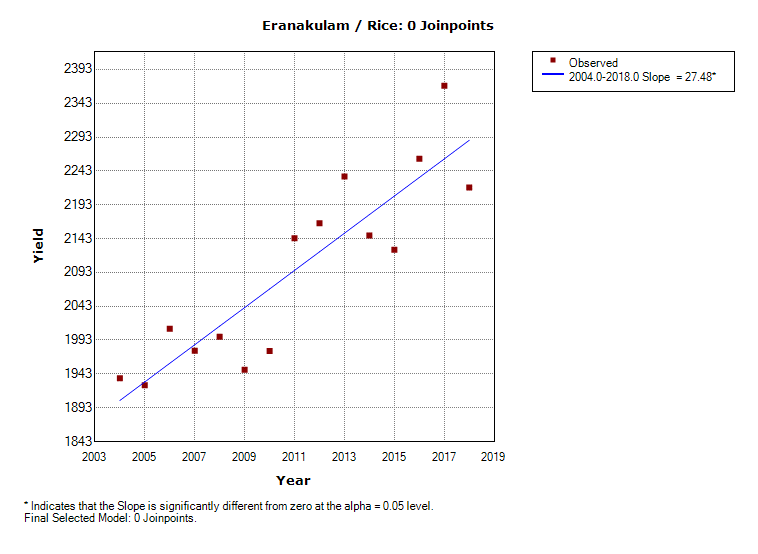 Eranakulam / Rice: 0 Joinpoints
Observed
2004.0-2018.0 Slope = 27.48*
2393
2343
2293
2243
2193
2143
2093
2043
1993
1943
1893
1843
Yield
2003 2005 2007 2009 2011 2013 2015 2017 2019
Year
* Indicates that the Slope is significantly different from zero at the alpha = 0.05 level.
Final Selected Model: 0 Joinpoints.